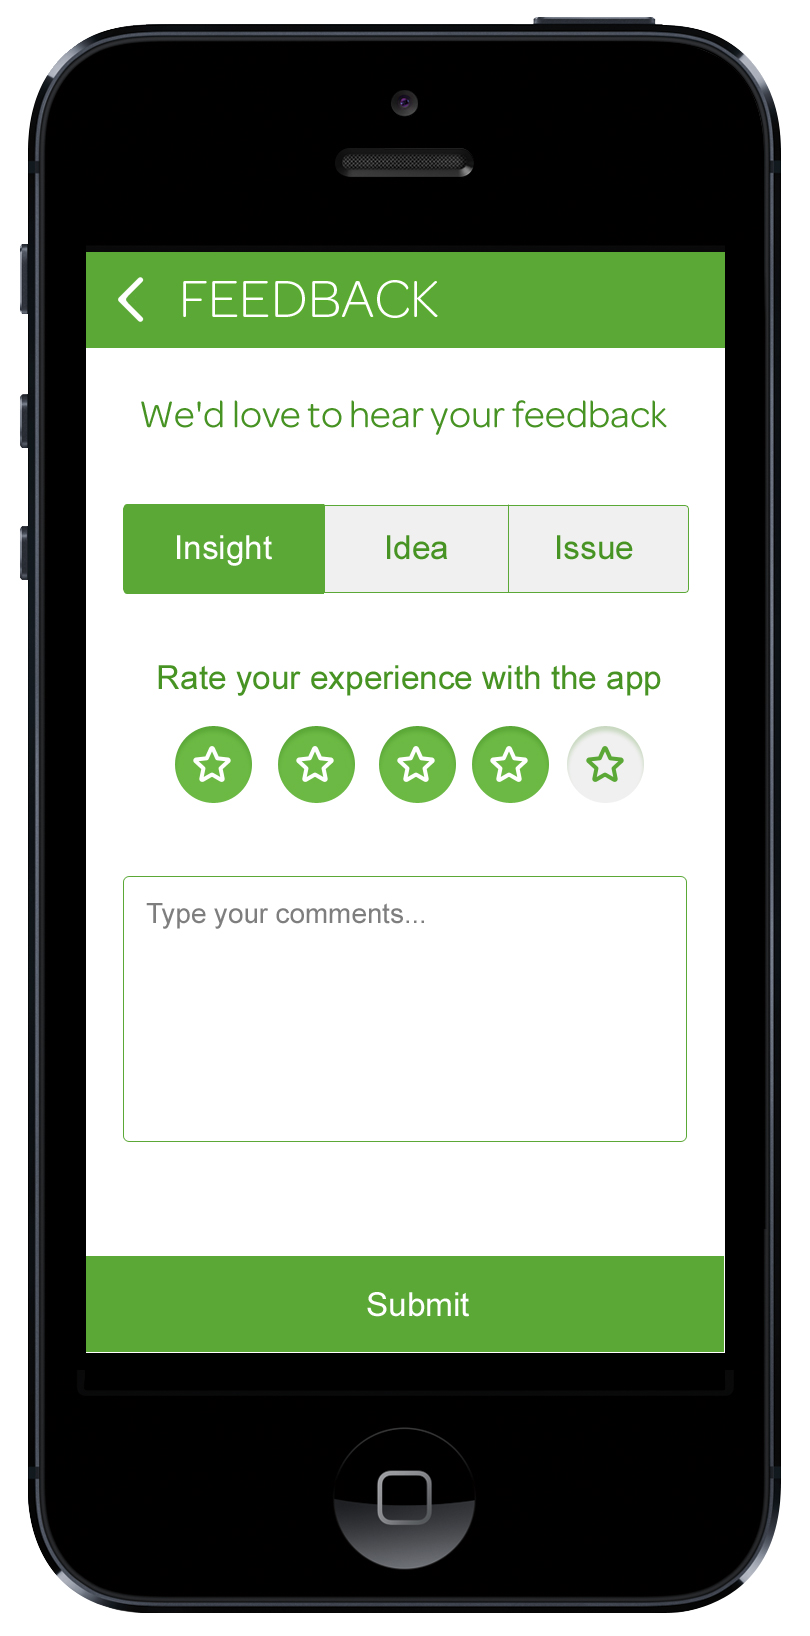 FEEDBACK
We'd love to hear your feedback
Insight Idea Issue
Rate your experience with the app
Type your comments...
Submit